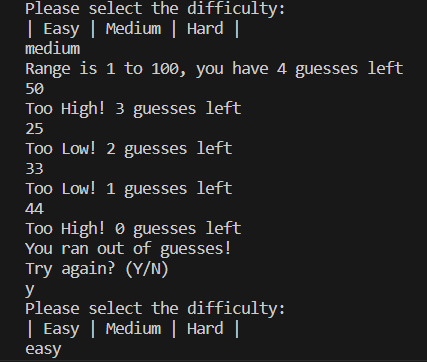 Please select the difficulty:
| Easy | Medium | Hard |
medium
Range is 1 to 100, you have 4 guesses left
50
Too High! 3 guesses left
25
Too Low! 2 guesses left
33
Too Low! 1 guesses left
44
Too High! 0 guesses left
You ran out of guesses!
Try again? (Y/N)
y
Please select the difficulty:
| Easy | Medium | Hard |
easy